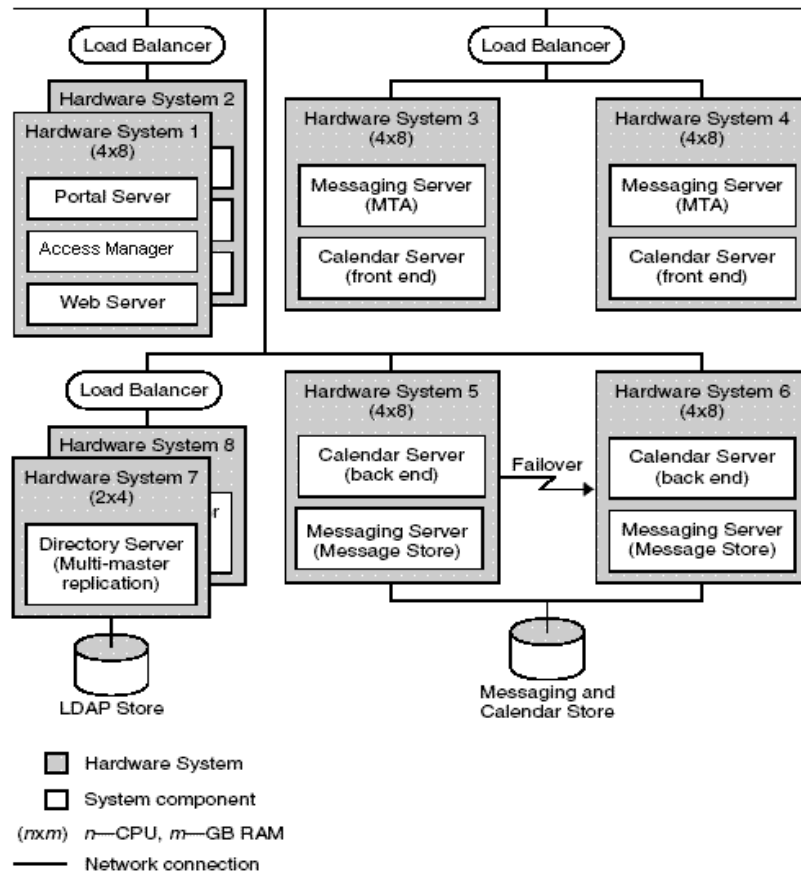 Load Balancer
Load Balancer
Hardware System 2
Hardware System 1
(4x8)
Portal Server
Access Manager
Web Server
Hardware System 3
(4x8)
Messaging Server
(MTA)
Calendar Server
(front end)
Hardware System 4
(4x8)
Messaging Server
(MTA)
Calendar Server
(front end)
Load Balancer
Hardware System 8
Hardware System 7
(2x4)
Directory Server
(Multi-master
replication)
LDAP Store
Hardware System 5
(4x8)
Calendar Server
(back end)
Messaging Server
(Message Store)
Failover
Hardware System 6
(4x8)
Calendar Server
(back end)
Messaging Server
(Message Store)
Messaging and
Calendar Store
Hardware System
System component
(nxm) n—CPU, m—GB RAM
Network connection